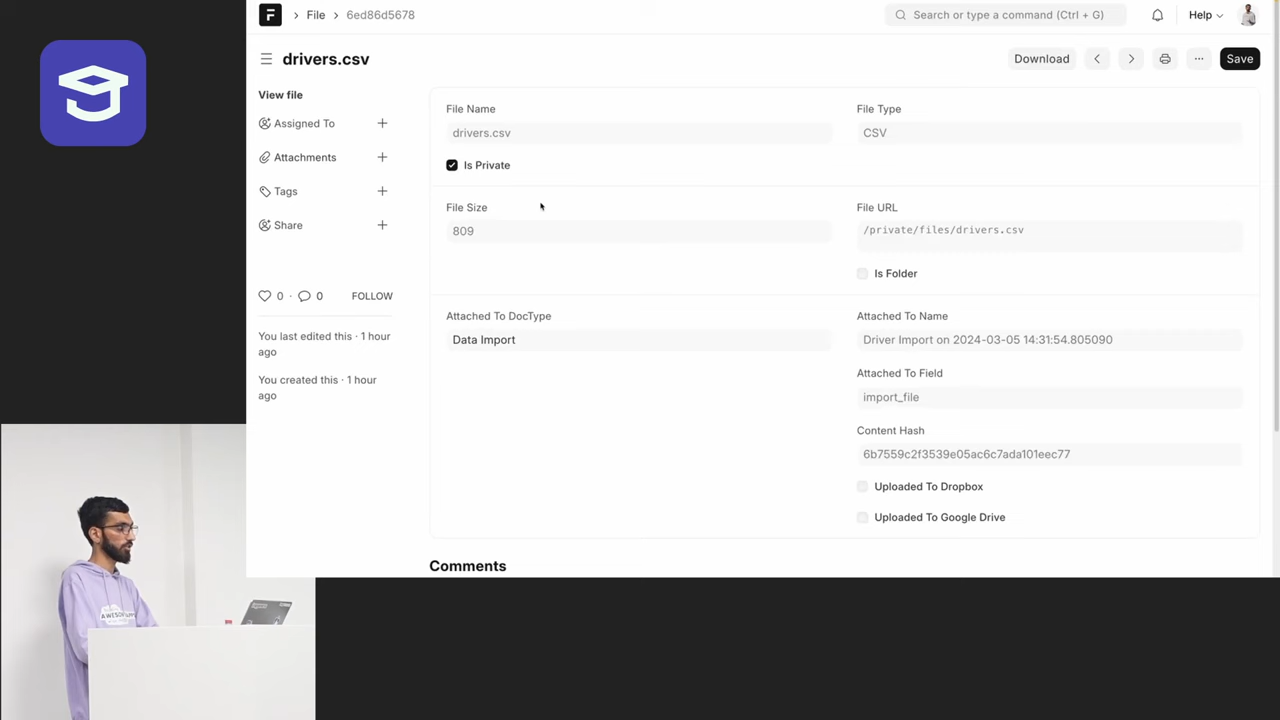 File
6ed86d5678
Search or type a command (Ctrl + G)
Help
drivers.csv
Download
Save
View file
Assigned To
Attachments
Tags
Share
0 · 0 FOLLOW
You last edited this · 1 hour
ago
You created this · 1 hour
ago
File Name
drivers.csv
Is Private
File Type
CSV
File Size
809
File URL
/private/files/drivers.csv
Is Folder
Attached To DocType
Data Import
Attached To Name
Driver Import on 2024-03-05 14:31:54.805090
Attached To Field
import_file
Content Hash
6b7559c2f3539e05ac6c7ada101eec77
Uploaded To Dropbox
Uploaded To Google Drive
Comments